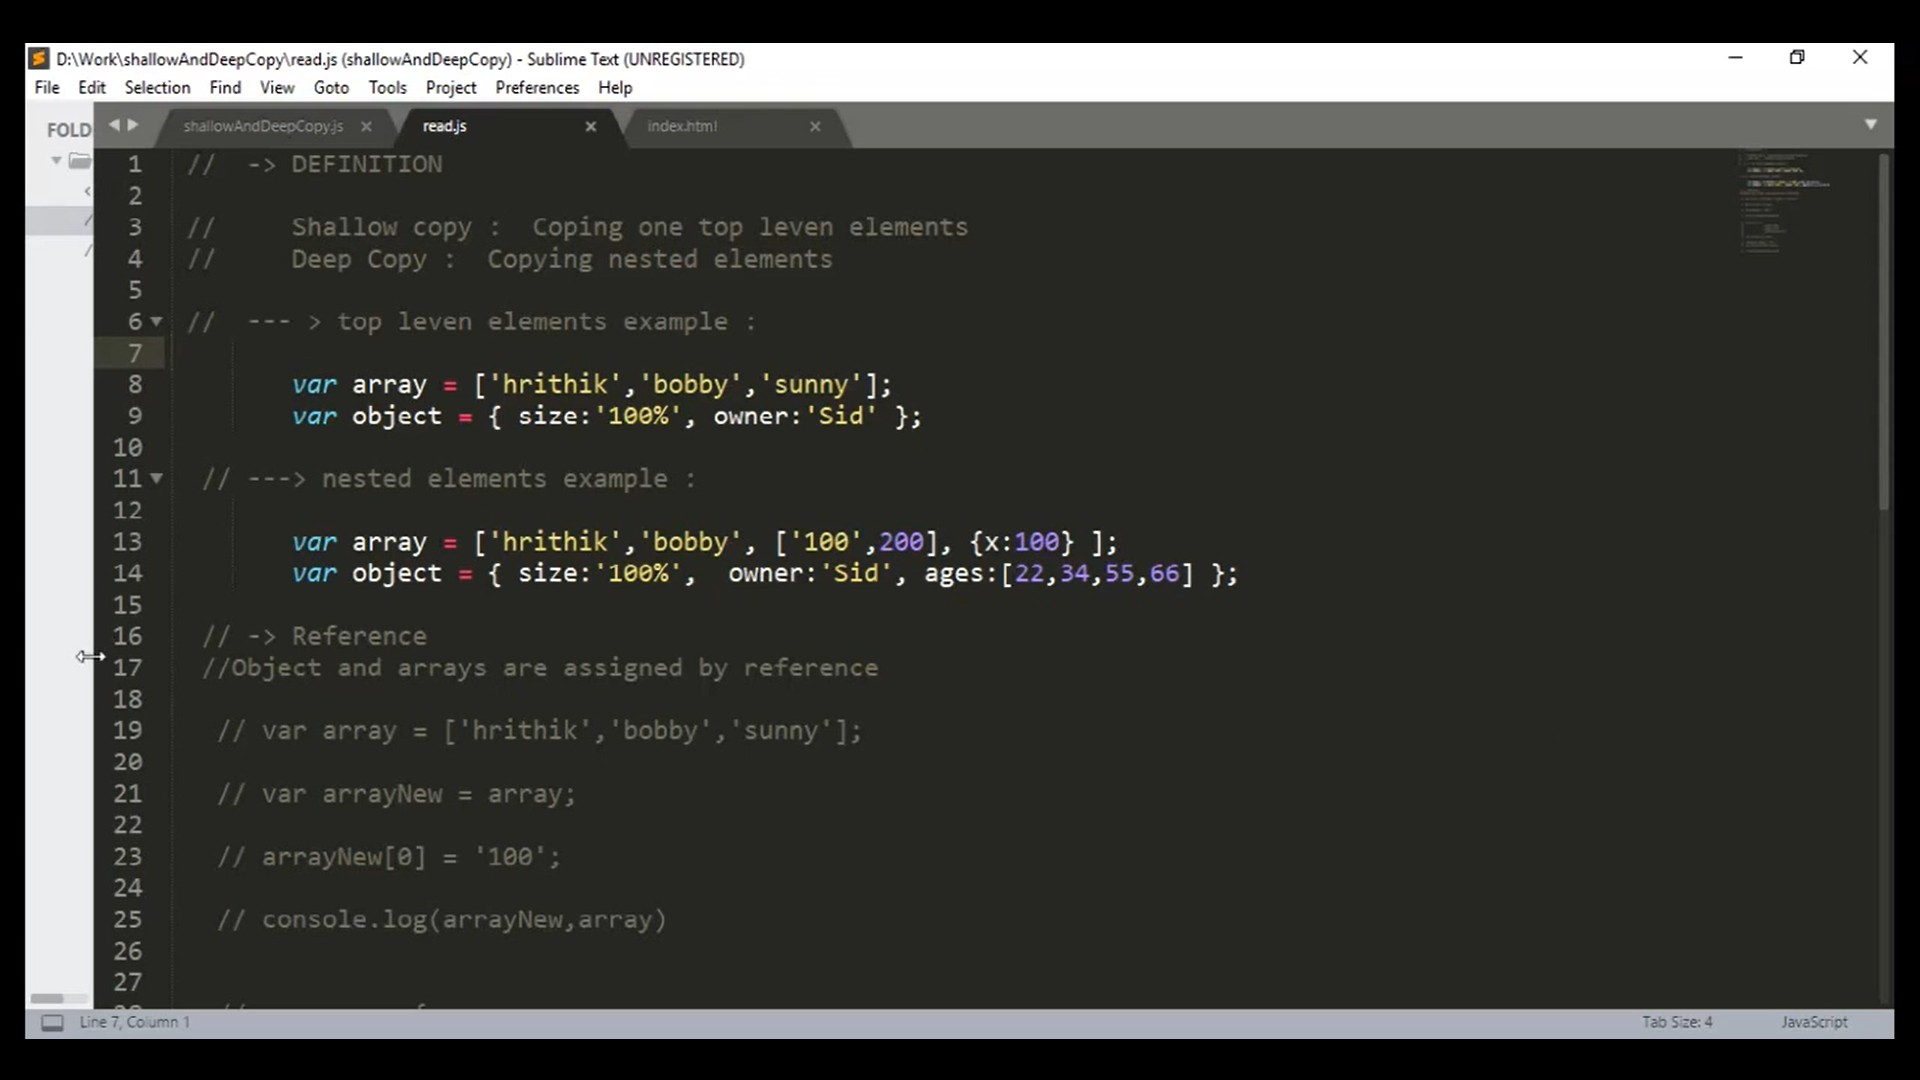 D:\Work\shallowAndDeepCopy\read.js (shallowAndDeepCopy) - Sublime Text (UNREGISTERED)
File Edit Selection Find View Goto Tools Project Preferences Help
FOLD
shallowAndDeepCopy.js read.js index.html
1 // -> DEFINITION
2
3 // Shallow copy : Coping one top leven elements
4 // Deep Copy : Copying nested elements
5
6 // --- > top leven elements example :
7
8 var array = ['hrithik','bobby','sunny'];
9 var object = { size:'100%', owner:'Sid' };
10
11 // ---> nested elements example :
12
13 var array = ['hrithik','bobby', ['100',200], {x:100} ];
14 var object = { size:'100%', owner:'Sid', ages:[22,34,55,66] };
15
16 // -> Reference
17 //Object and arrays are assigned by reference
18
19 // var array = ['hrithik','bobby','sunny'];
20
21 // var arrayNew = array;
22
23 // arrayNew[0] = '100';
24
25 // console.log(arrayNew,array)
26
27
Line 7, Column 1 Tab Size: 4 JavaScript